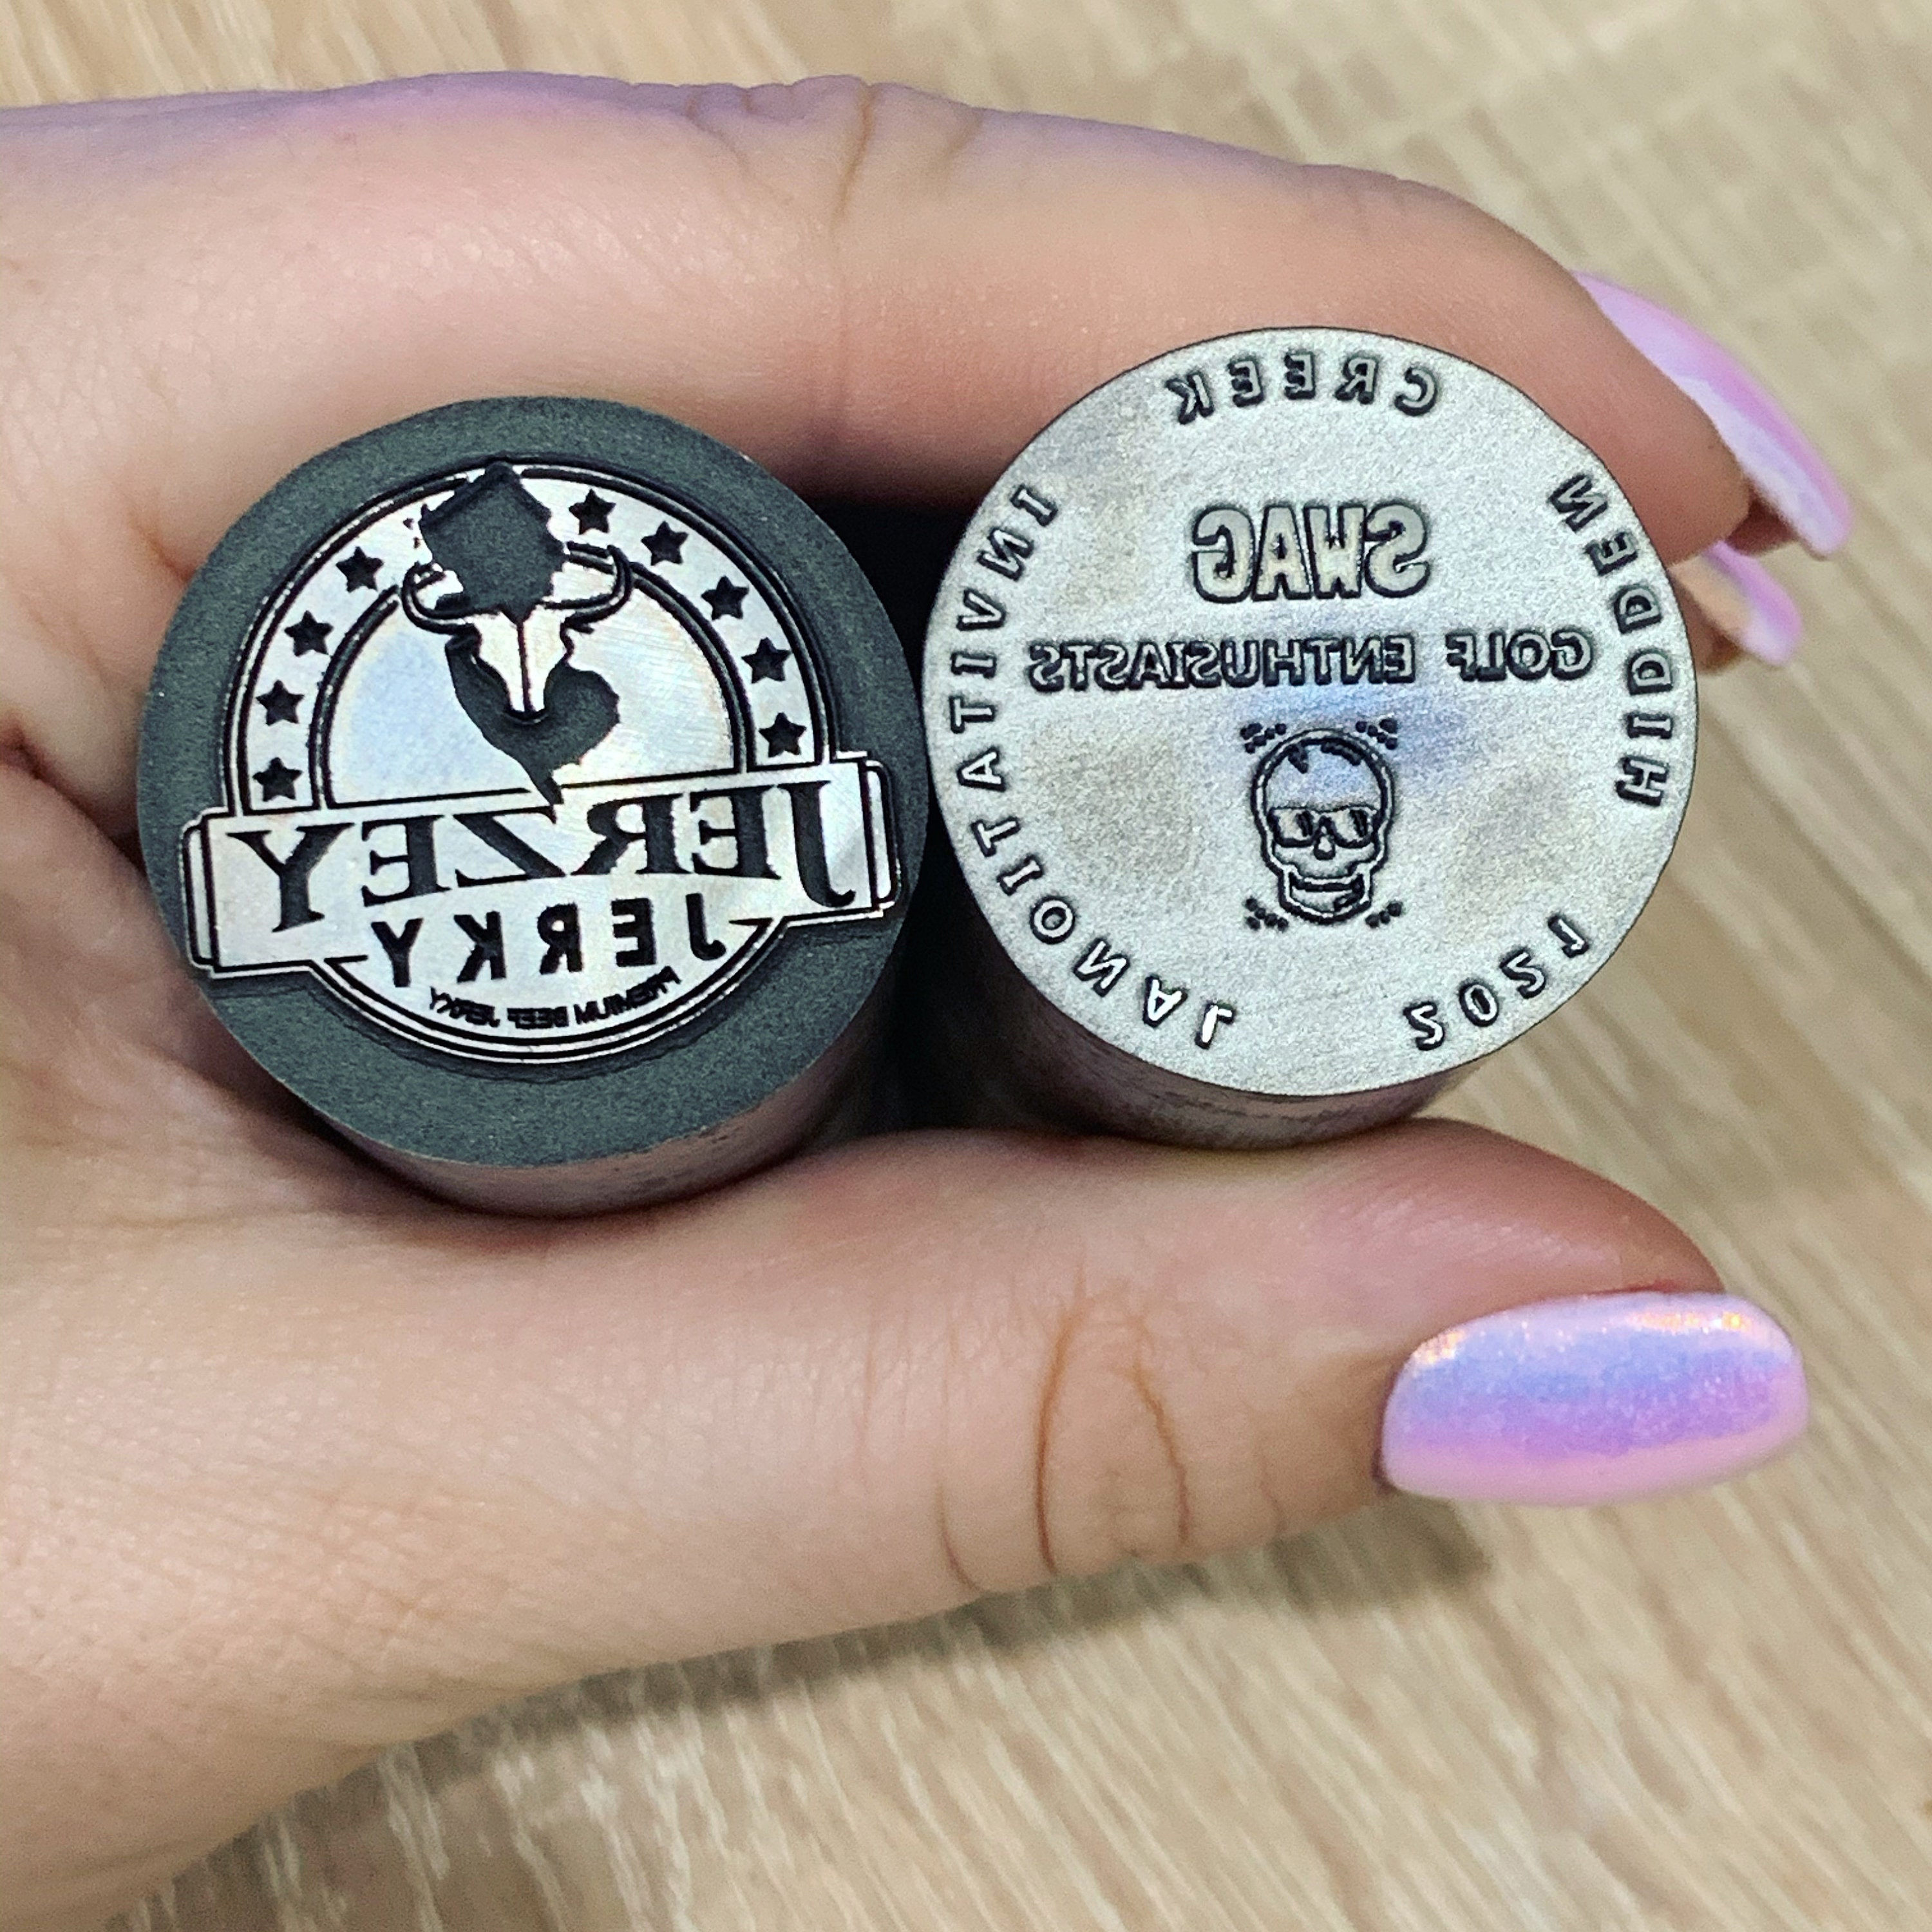 JERZEY
JERKY
PREMIUM BEEF JERKY
HIDDEN CREEK INVITATIONAL 2021
SWAG
GOLF ENTHUSIASTS